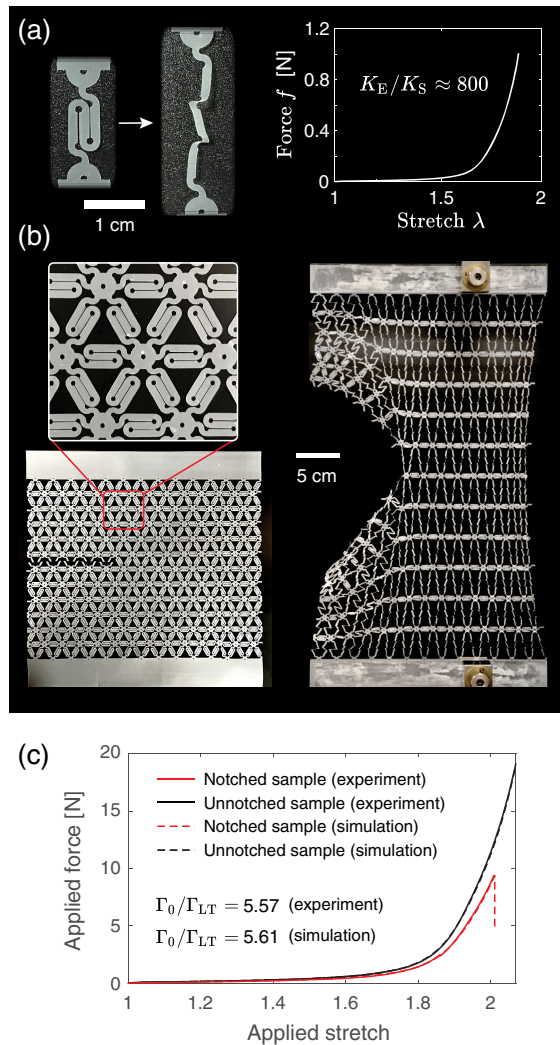 (a)
1 cm
Force f [N]
1.2
0.6
0
K_E/K_S ≈ 800
1
1.5
2
Stretch λ
(b)
5 cm
(c)
Applied force [N]
20
15
10
5
0
Notched sample (experiment)
Unnotched sample (experiment)
Notched sample (simulation)
Unnotched sample (simulation)
Γ_0/Γ_LT = 5.57 (experiment)
Γ_0/Γ_LT = 5.61 (simulation)
1
1.2
1.4
1.6
1.8
2
Applied stretch